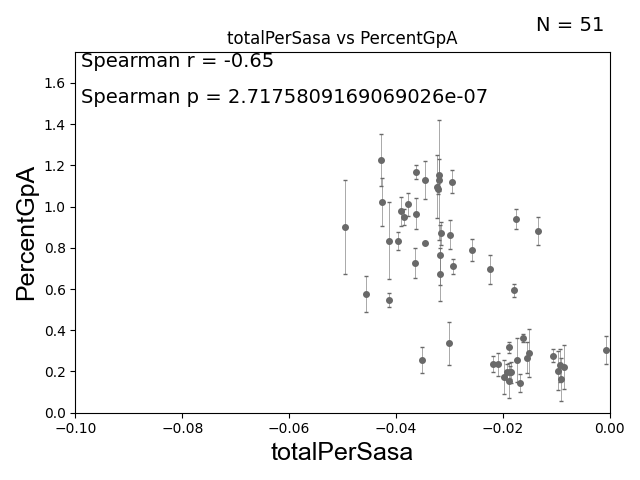 N = 51
totalPerSasa vs PercentGpA
Spearman r = -0.65
Spearman p = 2.7175809169069026e-07
PercentGpA
1.6
1.4
1.2
1.0
0.8
0.6
0.4
0.2
0.0
−0.10 −0.08 −0.06 −0.04 −0.02 0.00
totalPerSasa